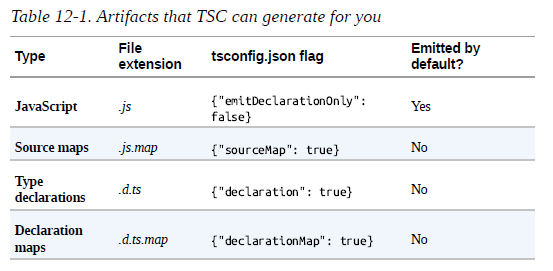 Table 12-1. Artifacts that TSC can generate for you
Type File extension tsconfig.json flag Emitted by default?
JavaScript .js {"emitDeclarationOnly": false} Yes
Source maps .js.map {"sourceMap": true} No
Type declarations .d.ts {"declaration": true} No
Declaration maps .d.ts.map {"declarationMap": true} No